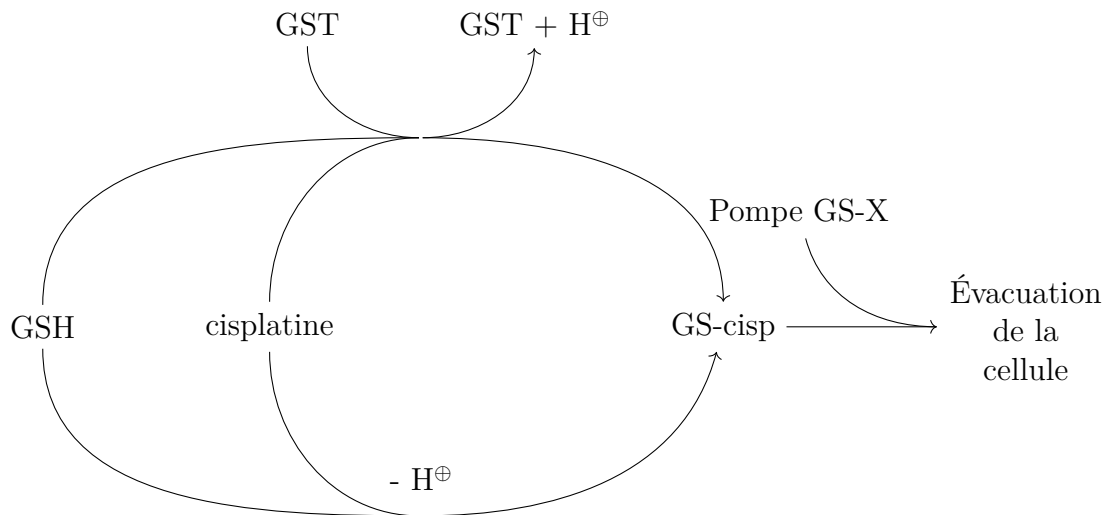 GST
GST + H⊕
Pompe GS-X
GSH
cisplatine
GS-cisp
Évacuation
de la
cellule
- H⊕